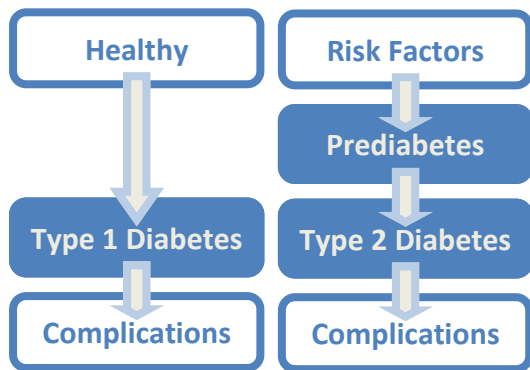 Healthy
Type 1 Diabetes
Complications
Risk Factors
Prediabetes
Type 2 Diabetes
Complications